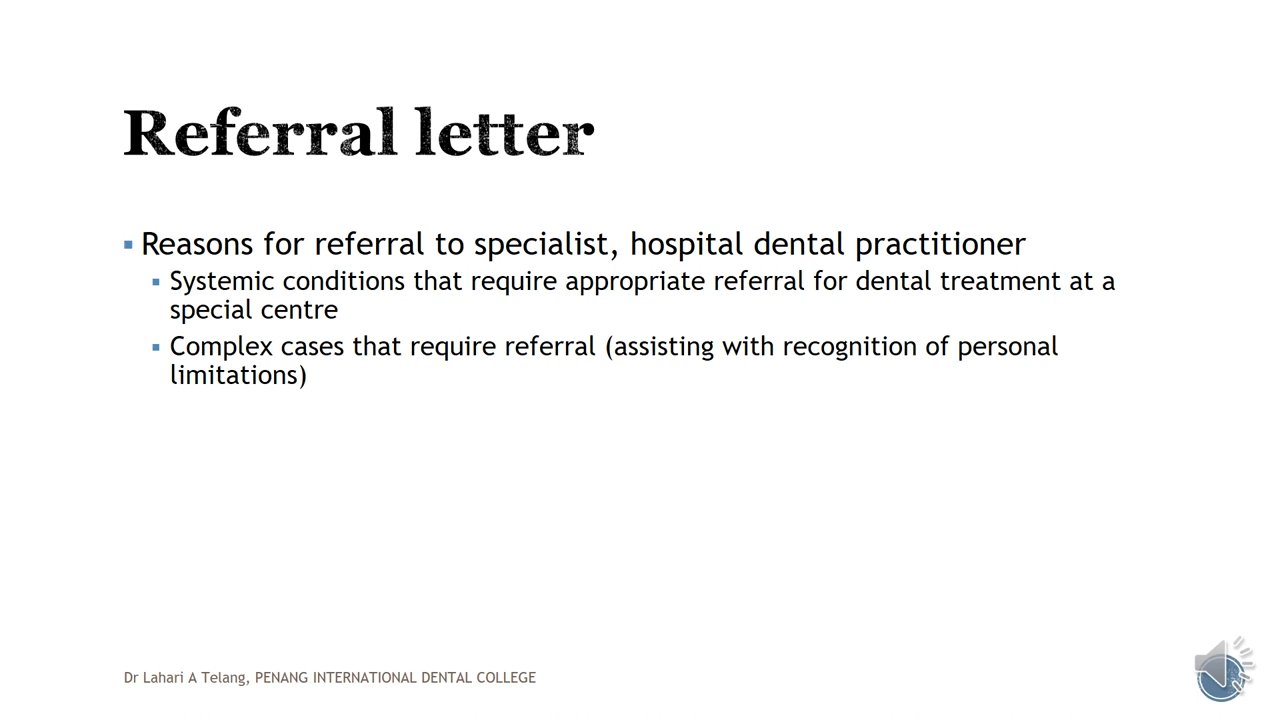 Referral letter
Reasons for referral to specialist, hospital dental practitioner
Systemic conditions that require appropriate referral for dental treatment at a
special centre
Complex cases that require referral (assisting with recognition of personal
limitations)
Dr Lahari A Telang, PENANG INTERNATIONAL DENTAL COLLEGE